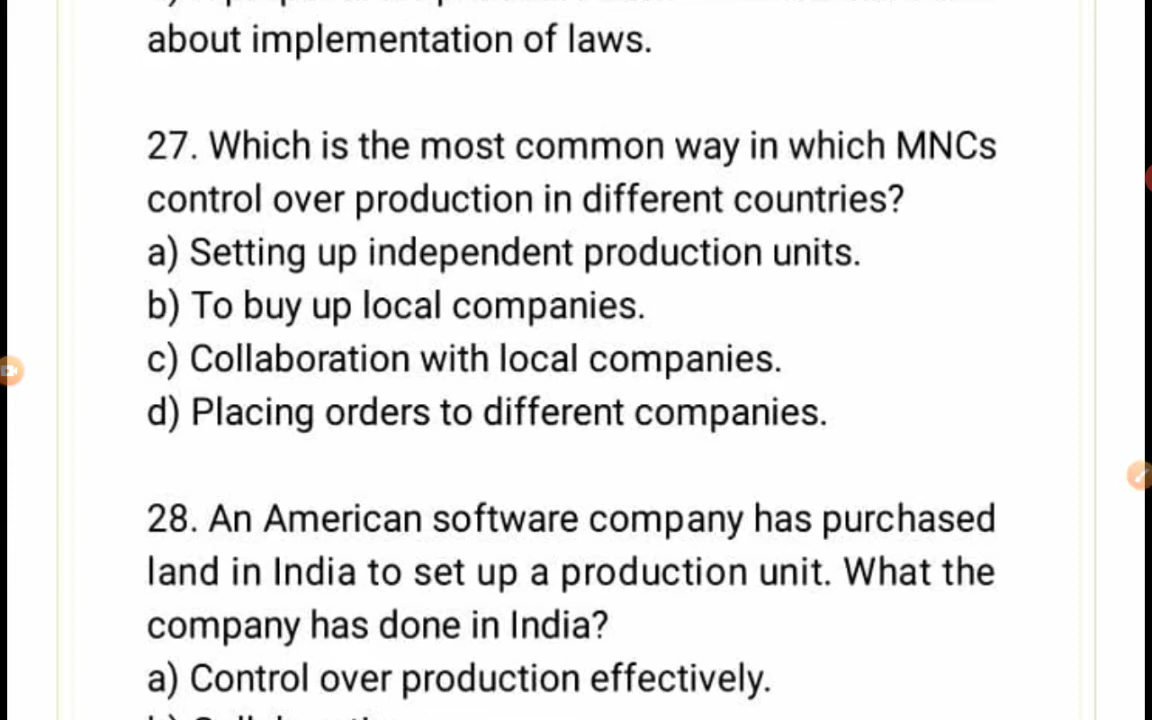 about implementation of laws.
27. Which is the most common way in which MNCs
control over production in different countries?
a) Setting up independent production units.
b) To buy up local companies.
c) Collaboration with local companies.
d) Placing orders to different companies.
28. An American software company has purchased
land in India to set up a production unit. What the
company has done in India?
a) Control over production effectively.